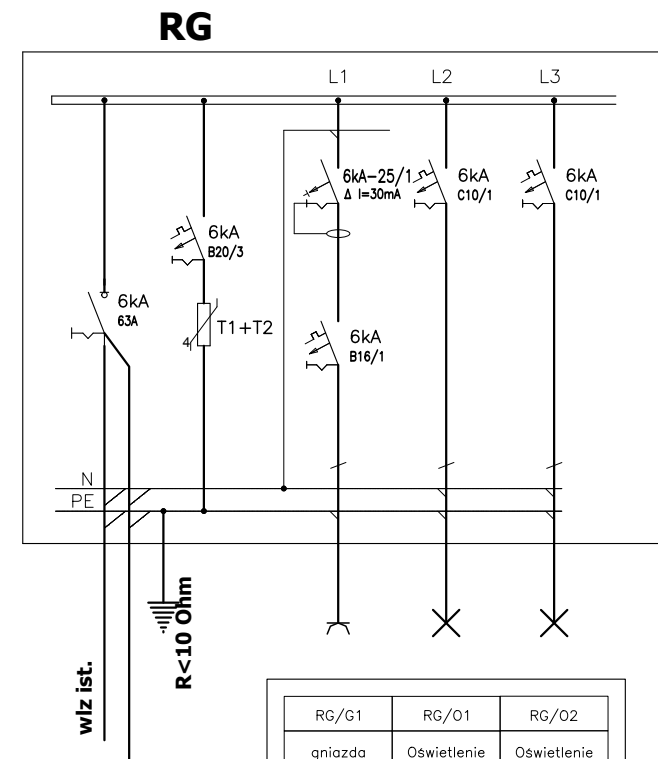 RG
L1
L2
L3
6kA-25/1
Δ I=30mA
6kA
C10/1
6kA
C10/1
6kA
B20/3
6kA
63A
T1+T2
4
6kA
B16/1
N
PE
R<10 Ohm
wlz ist.
RG/G1
RG/O1
RG/O2
gniazda
Oświetlenie
Oświetlenie